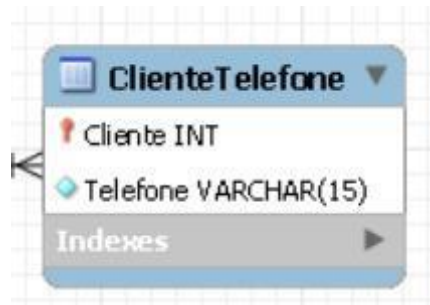 ClienteTelefone
Cliente INT
Telefone VARCHAR(15)
Indexes